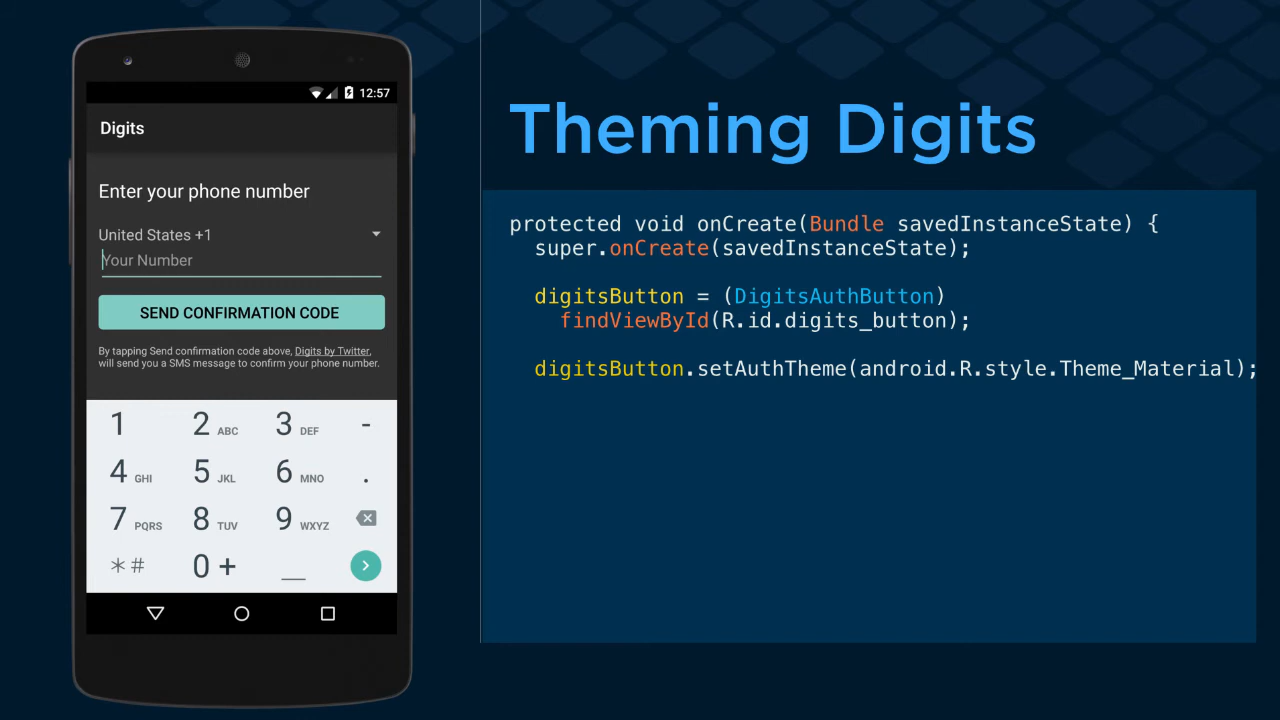 12:57
Digits
Enter your phone number
United States +1
Your Number
SEND CONFIRMATION CODE
By tapping Send confirmation code above, Digits by Twitter,
will send you a SMS message to confirm your phone number.
1 2 ABC 3 DEF -
4 GHI 5 JKL 6 MNO .
7 PQRS 8 TUV 9 WXYZ
*# 0 + _
Theming Digits
protected void onCreate(Bundle savedInstanceState) {
super.onCreate(savedInstanceState);
digitsButton = (DigitsAuthButton)
findViewById(R.id.digits_button);
digitsButton.setAuthTheme(android.R.style.Theme_Material);